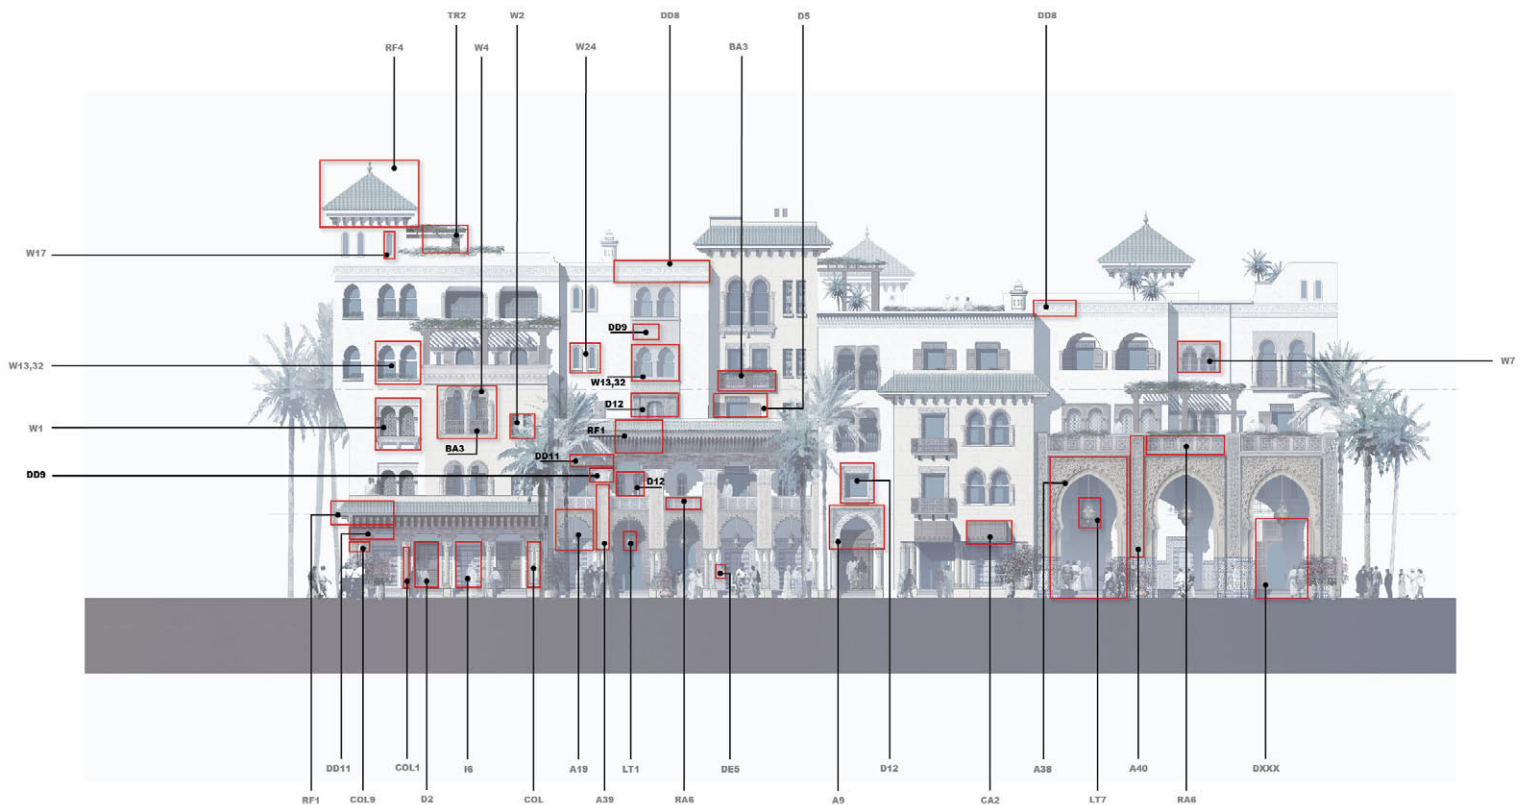 TR2 W2 DD8 D5 DD8
RF4 W4 W24 BA3
W17
DD9
W13,32 W7
W13,32
D12
W1 RF1
BA3
DD11
DD9 D12
DD11 COL1 I6 A19 LT1 DE5 D12 A38 A40 DXXX
RF1 COL9 D2 COL A39 RA6 A9 CA2 LT7 RA6